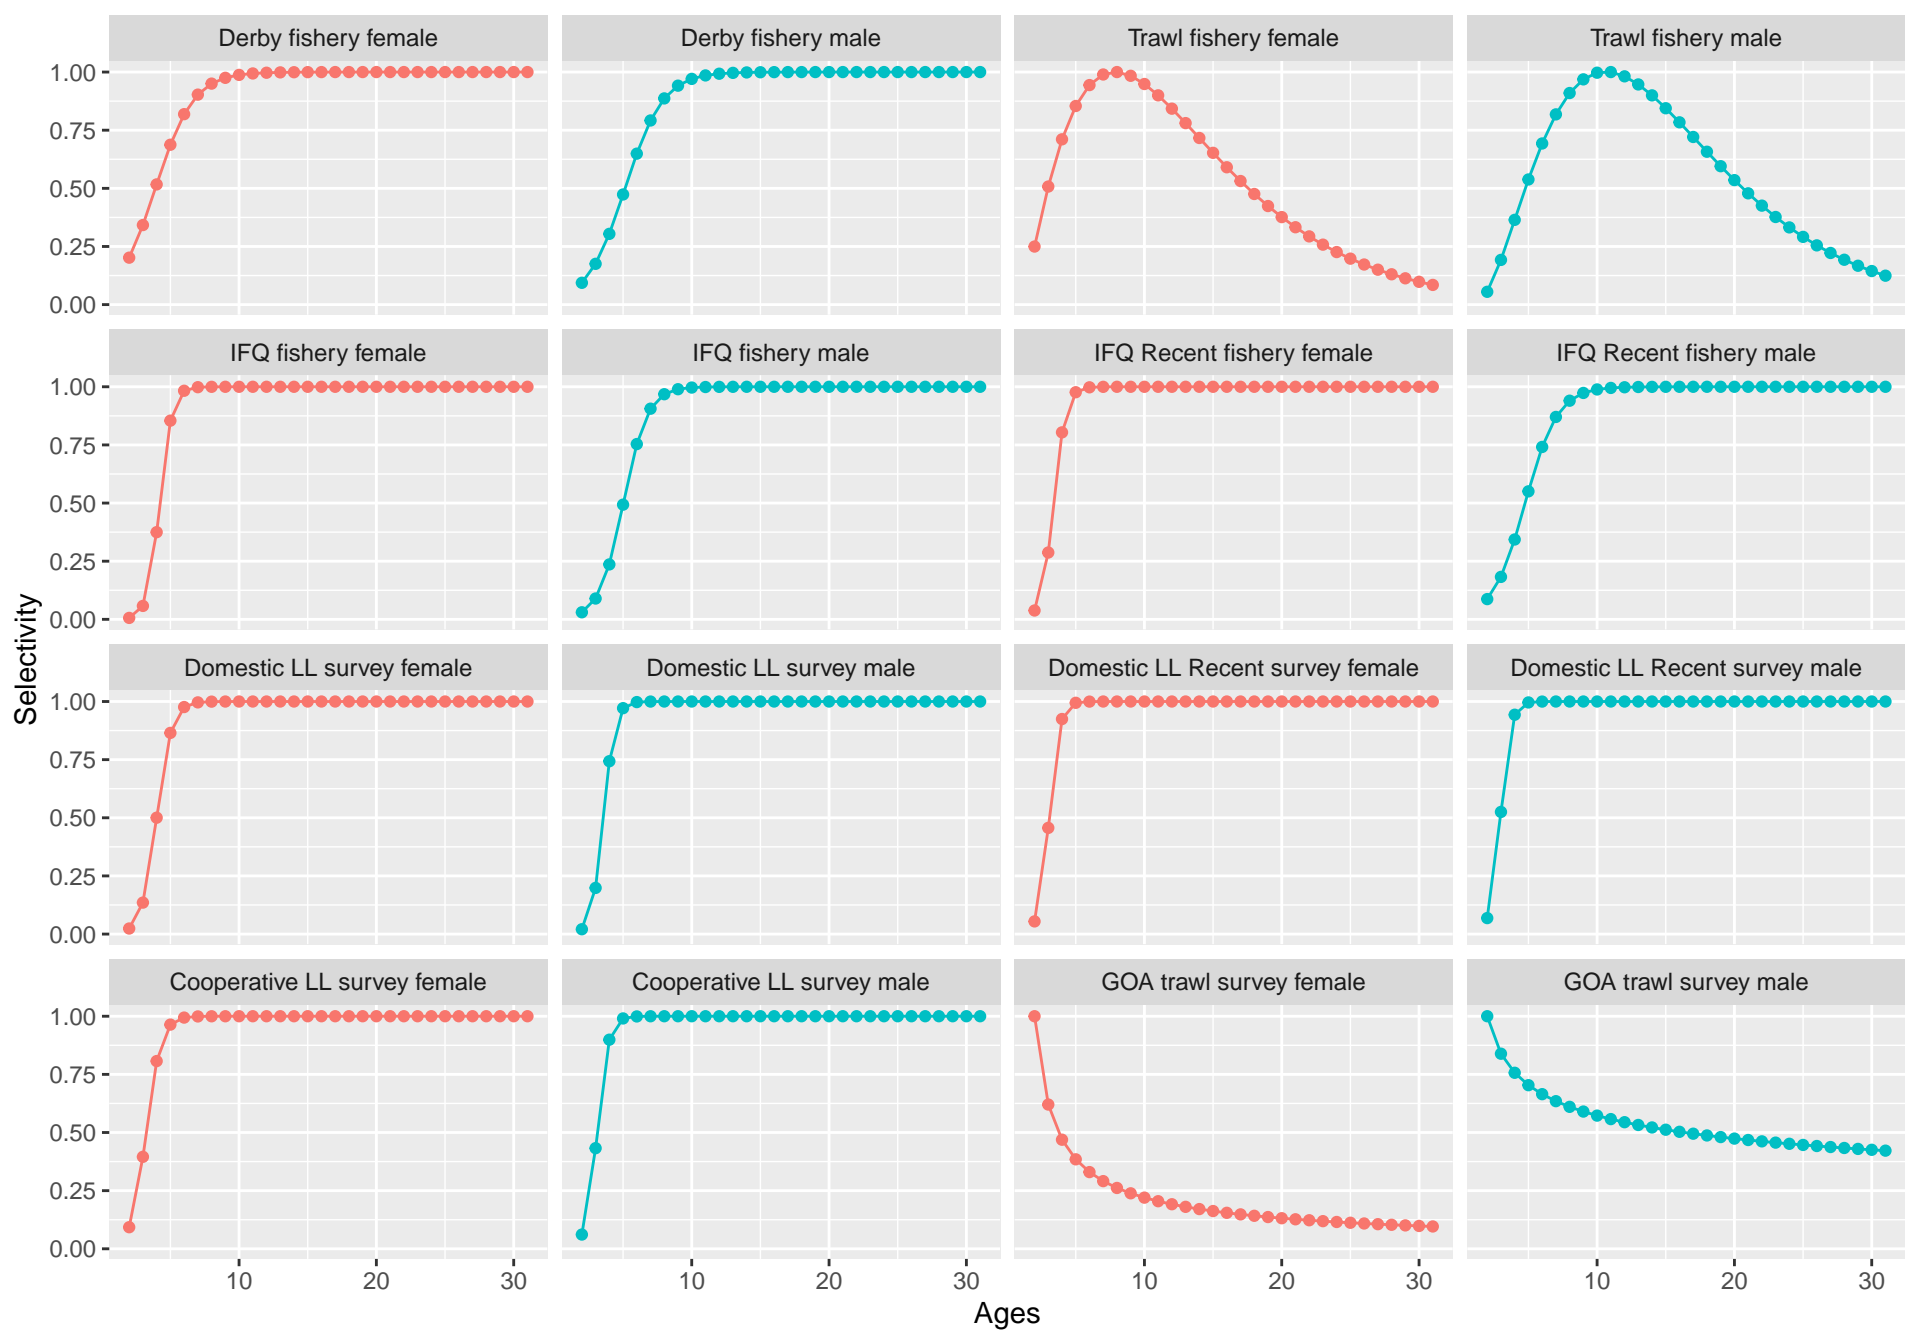 Derby fishery female
Derby fishery male
Trawl fishery female
Trawl fishery male
1.00
0.75
0.50
0.25
0.00
IFQ fishery female
IFQ fishery male
IFQ Recent fishery female
IFQ Recent fishery male
1.00
0.75
0.50
0.25
0.00
Selectivity
Domestic LL survey female
Domestic LL survey male
Domestic LL Recent survey female
Domestic LL Recent survey male
1.00
0.75
0.50
0.25
0.00
Cooperative LL survey female
Cooperative LL survey male
GOA trawl survey female
GOA trawl survey male
1.00
0.75
0.50
0.25
0.00
10 20 30
10 20 30
10 20 30
10 20 30
Ages